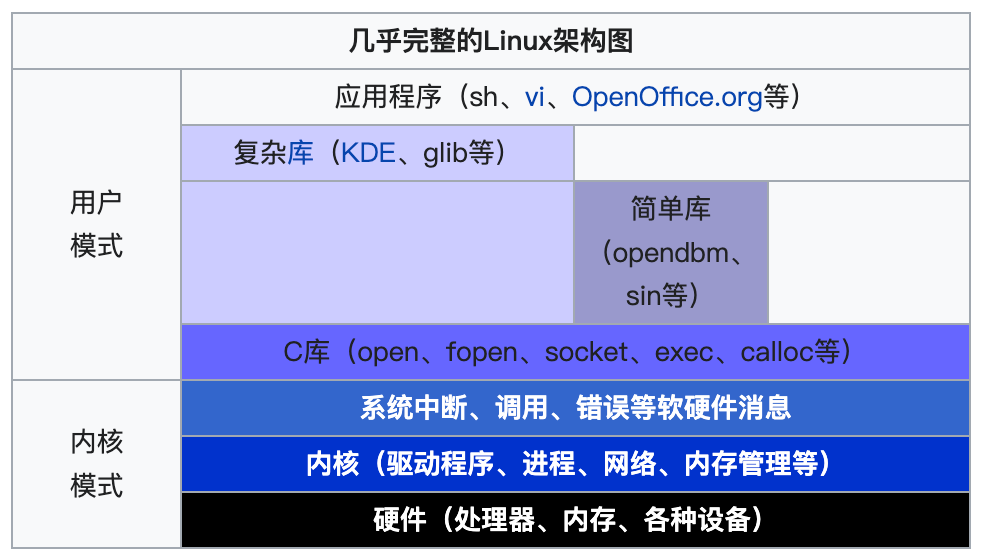 几乎完整的Linux架构图
用户
模式
应用程序（sh、vi、OpenOffice.org等）
复杂库（KDE、glib等）
简单库
（opendbm、
sin等）
C库（open、fopen、socket、exec、calloc等）
内核
模式
系统中断、调用、错误等软硬件消息
内核（驱动程序、进程、网络、内存管理等）
硬件（处理器、内存、各种设备）